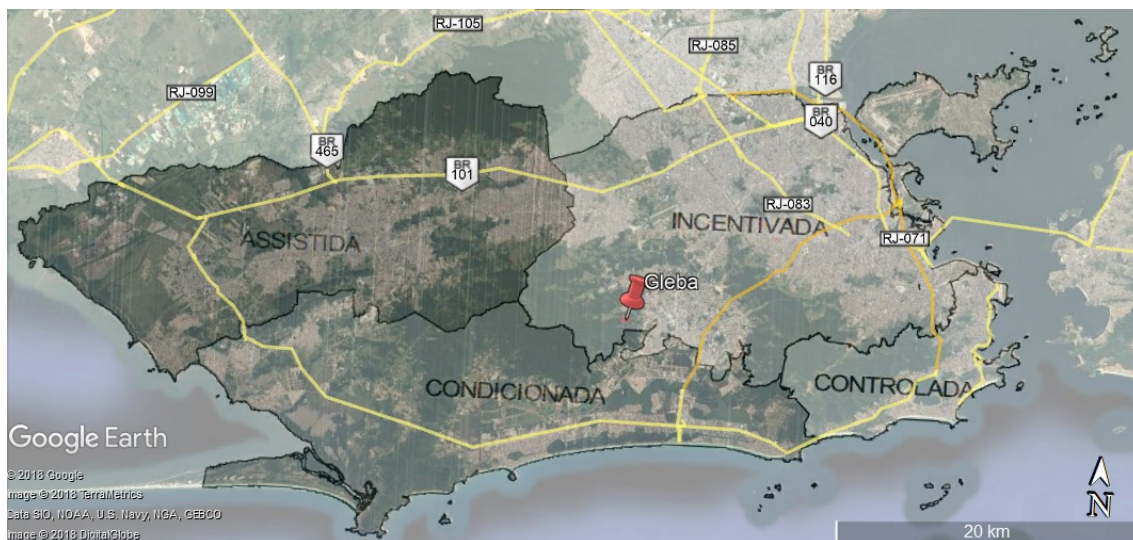 RJ-105
RJ-085
BR
116
RJ-099
BR
040
BR
465
BR
101
RJ-083
INCENTIVADA
ASSISTIDA
RJ-071
Gleba
CONDICIONADA
CONTROLADA
Google Earth
© 2018 Google
Image © 2018 TerraMetrics
Data SIO, NOAA, U.S. Navy, NGA, GEBCO
Image © 2018 DigitalGlobe
N
20 km